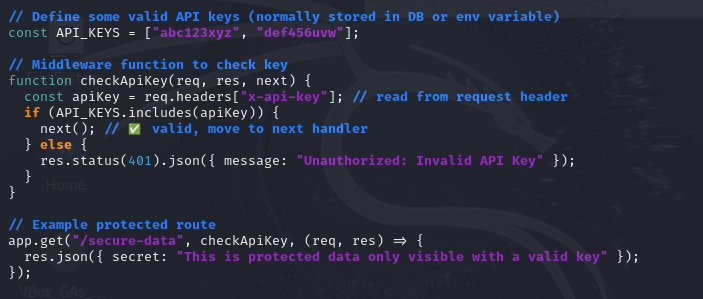 // Define some valid API keys (normally stored in DB or env variable)
const API_KEYS = ["abc123xyz", "def456uvw"];
// Middleware function to check key
function checkApiKey(req, res, next) {
const apiKey = req.headers["x-api-key"]; // read from request header
if (API_KEYS.includes(apiKey)) {
next(); // ✅ valid, move to next handler
} else {
res.status(401).json({ message: "Unauthorized: Invalid API Key" });
}
}
Home
// Example protected route
app.get("/secure-data", checkApiKey, (req, res) => {
res.json({ secret: "This is protected data only visible with a valid key" });
});
VBox_GAs